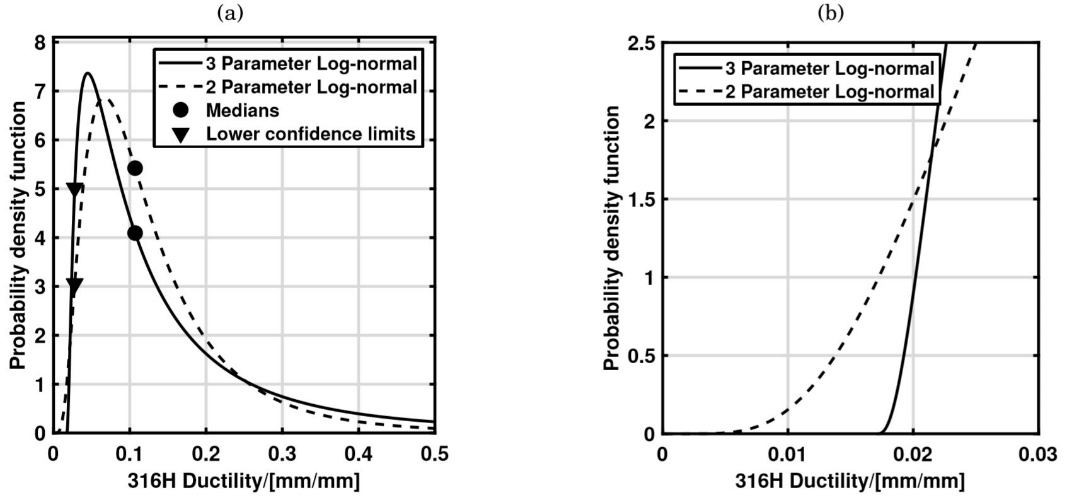 (a)
8
7
6
5
4
3
2
1
0
Probability density function
3 Parameter Log-normal
2 Parameter Log-normal
Medians
Lower confidence limits
0 0.1 0.2 0.3 0.4 0.5
316H Ductility/[mm/mm]
(b)
2.5
2
1.5
1
0.5
0
Probability density function
3 Parameter Log-normal
2 Parameter Log-normal
0 0.01 0.02 0.03
316H Ductility/[mm/mm]